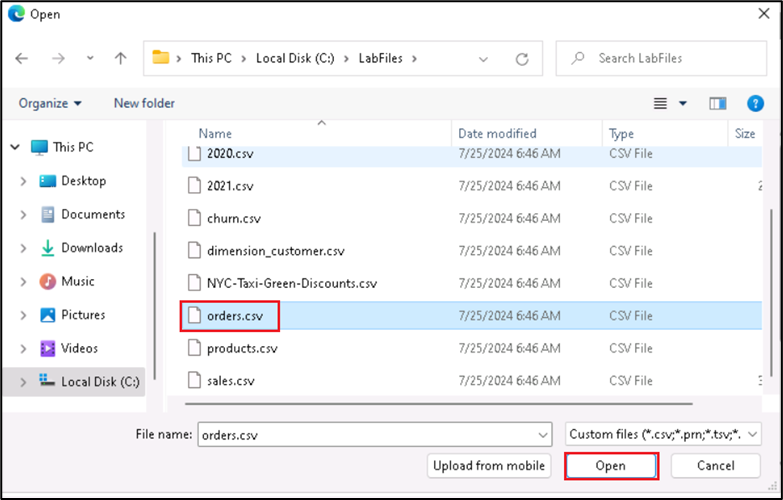 Open
This PC > Local Disk (C:) > LabFiles >
Search LabFiles
Organize New folder
Name Date modified Type Size
This PC
Desktop
Documents
Downloads
Music
Pictures
Videos
Local Disk (C:)
2020.csv 7/25/2024 6:46 AM CSV File
2021.csv 7/25/2024 6:46 AM CSV File
churn.csv 7/25/2024 6:46 AM CSV File
dimension_customer.csv 7/25/2024 6:46 AM CSV File
NYC-Taxi-Green-Discounts.csv 7/25/2024 6:46 AM CSV File
orders.csv 7/25/2024 6:46 AM CSV File
products.csv 7/25/2024 6:46 AM CSV File
sales.csv 7/25/2024 6:46 AM CSV File
File name: orders.csv Custom files (*.csv;*.prn;*.tsv;*.
Upload from mobile Open Cancel